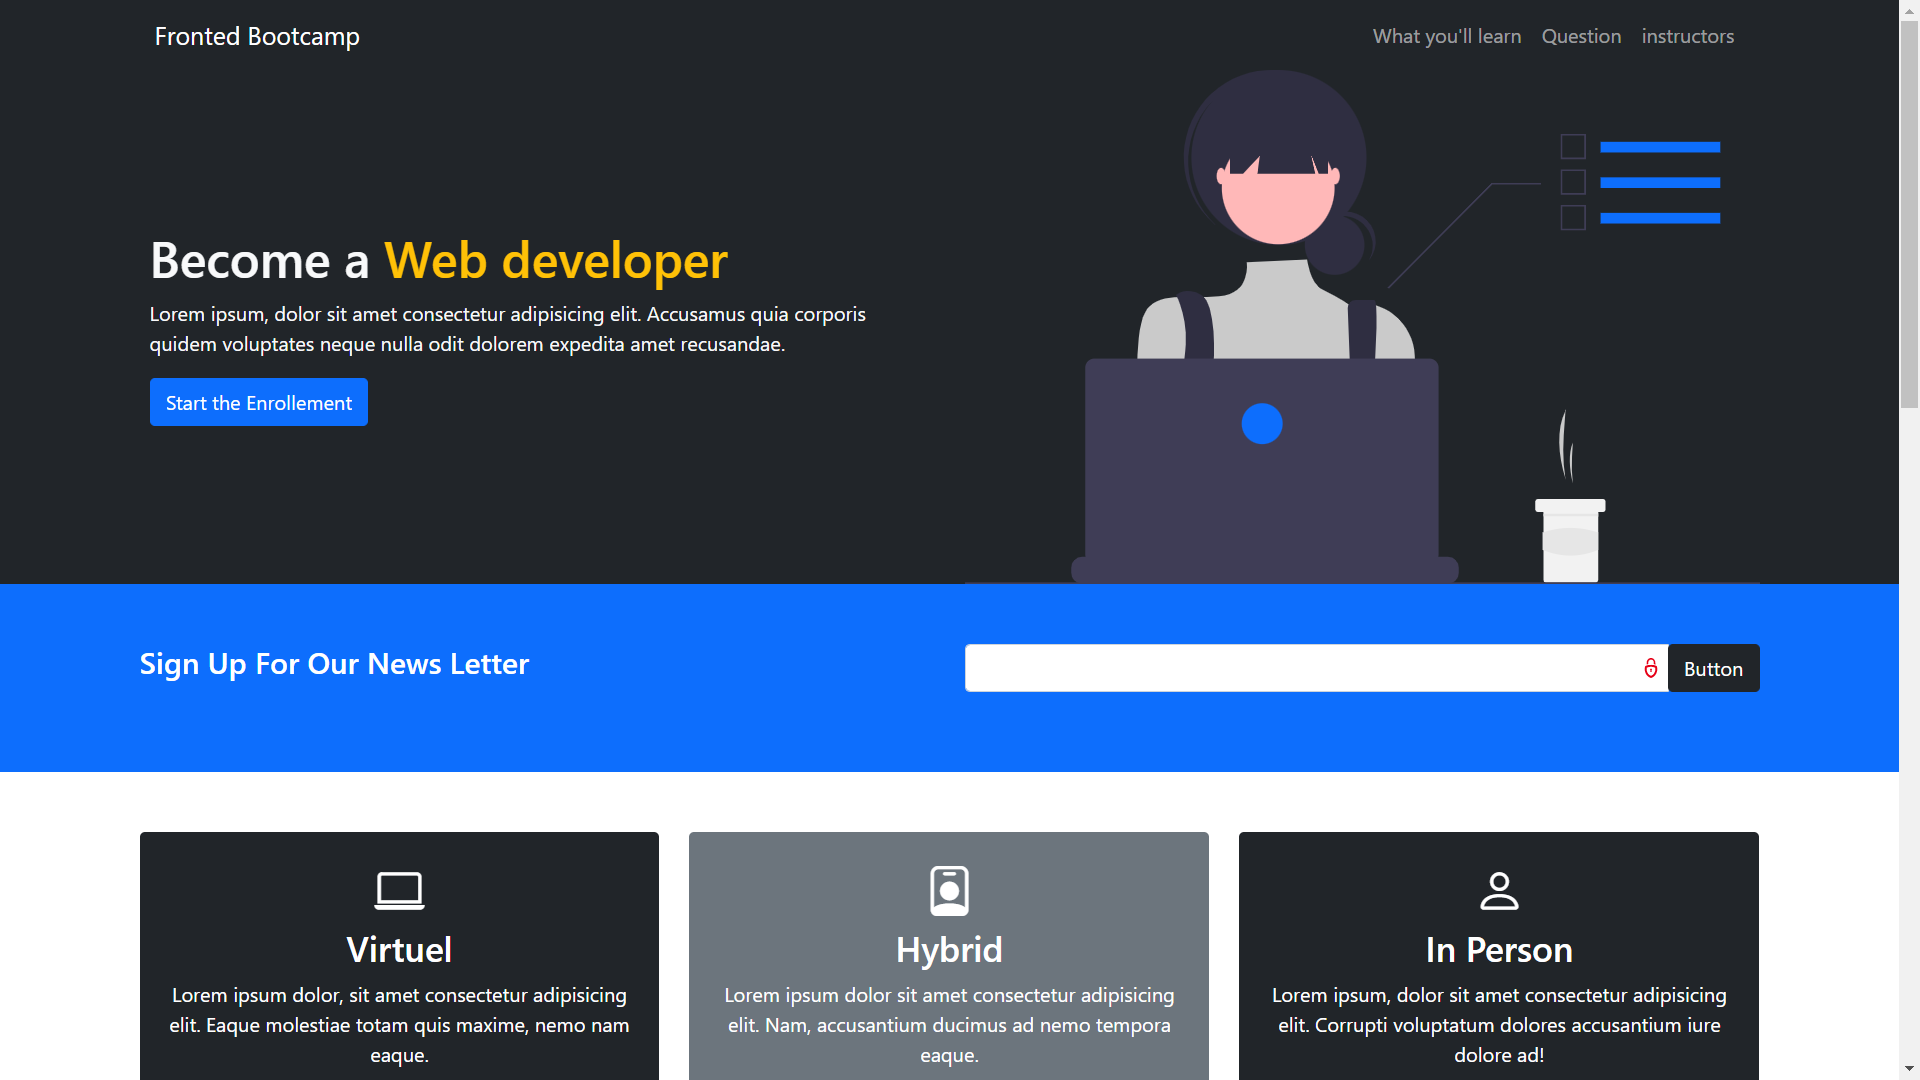 Fronted Bootcamp
What you'll learn Question instructors
Become a Web developer
Lorem ipsum, dolor sit amet consectetur adipisicing elit. Accusamus quia corporis
quidem voluptates neque nulla odit dolorem expedita amet recusandae.
Start the Enrollement
Sign Up For Our News Letter
Button
Virtuel
Lorem ipsum dolor, sit amet consectetur adipisicing
elit. Eaque molestiae totam quis maxime, nemo nam
eaque.
Hybrid
Lorem ipsum dolor sit amet consectetur adipisicing
elit. Nam, accusantium ducimus ad nemo tempora
eaque.
In Person
Lorem ipsum, dolor sit amet consectetur adipisicing
elit. Corrupti voluptatum dolores accusantium iure
dolore ad!